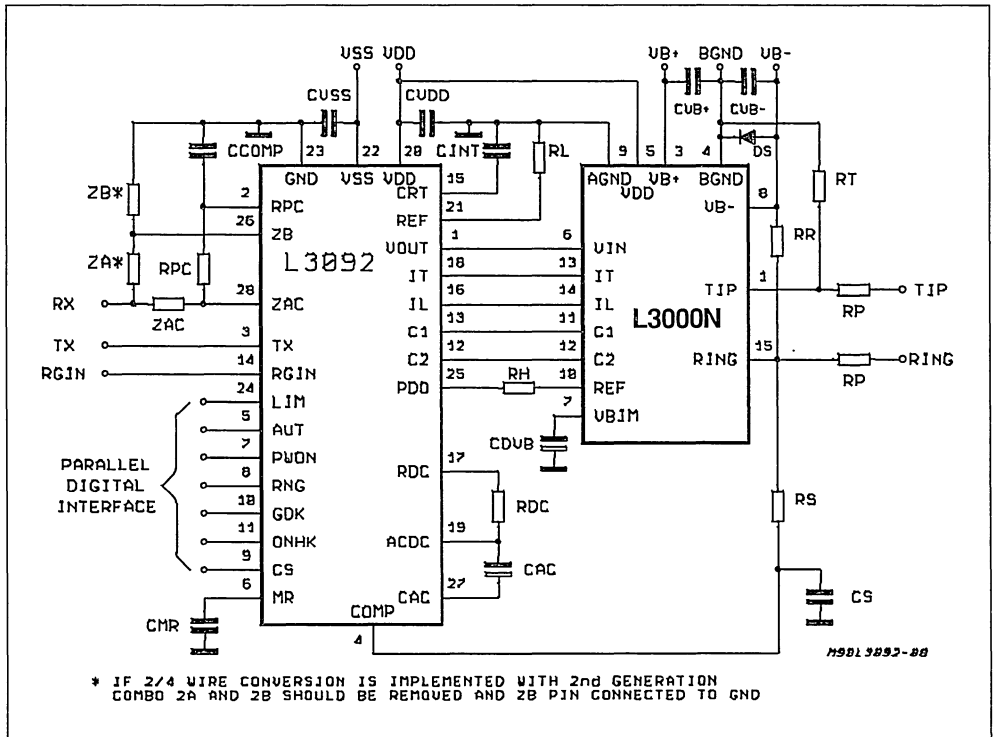 VSS VDD VB+ BGND VB-
CVSS CVDD CVB+ CVB-
CCOMP CINT RL DS RT
23 22 20 15 9 5 3 4
GND VSS VDD CRT AGND VDD VB+ BGND
ZB* 2 RPC 21 REF 8 VB- RR
26 ZB 1 VOUT 6 VIN
L3092
ZA* RPC 18 IT 13 IT 1 TIP RP TIP
RX ZAC 28 ZAC 16 IL 14 IL
L3000N
TX 3 TX 13 C1 11 C1
RGIN 14 RGIN 12 C2 12 C2 15 RING RP RING
24 LIM 25 PDO RH 10 REF
5 AUT 7 VBIM
7 PWON CDVB
PARALLEL
DIGITAL
INTERFACE
8 RNG 17 RDC RDC RS
10 GDK
11 ONHK 19 ACDC
9 CS CAC
6 MR 27 CAC CS
CMR COMP
4
M9DL3092-08
* IF 2/4 WIRE CONVERSION IS IMPLEMENTED WITH 2nd GENERATION
COMBO 2A AND 2B SHOULD BE REMOVED AND ZB PIN CONNECTED TO GND